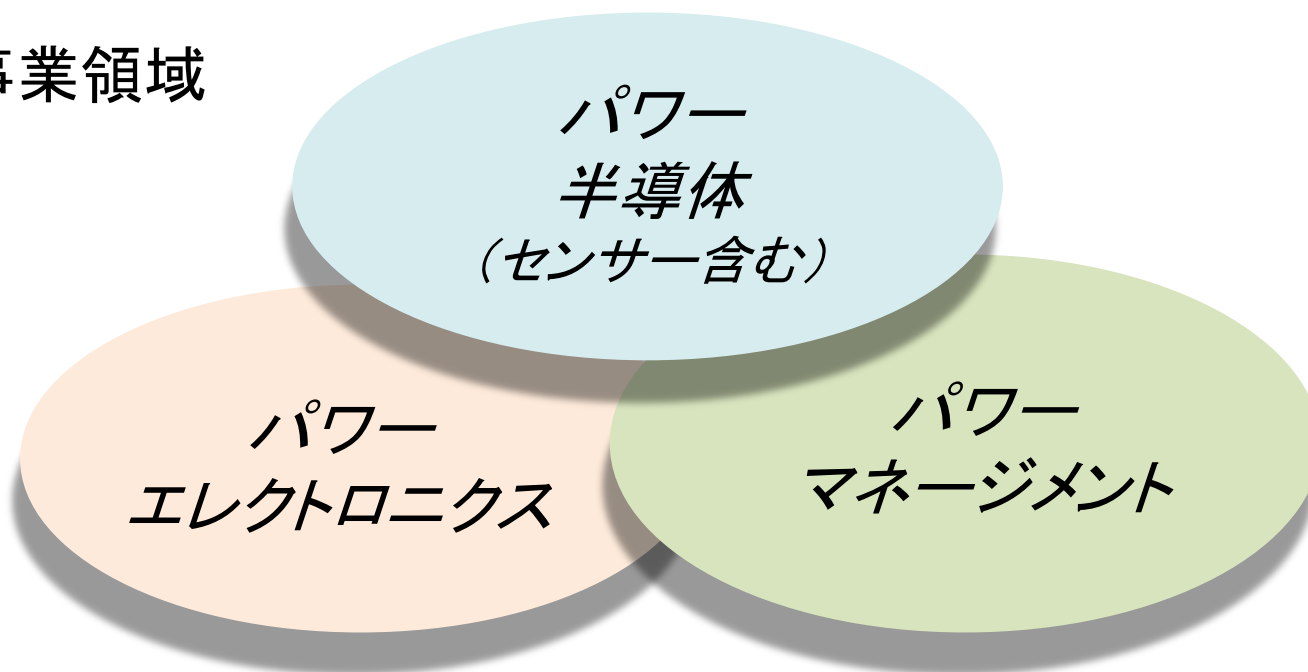 事業領域
パワー
半導体
（センサー含む）
パワー
エレクトロニクス
パワー
マネージメント